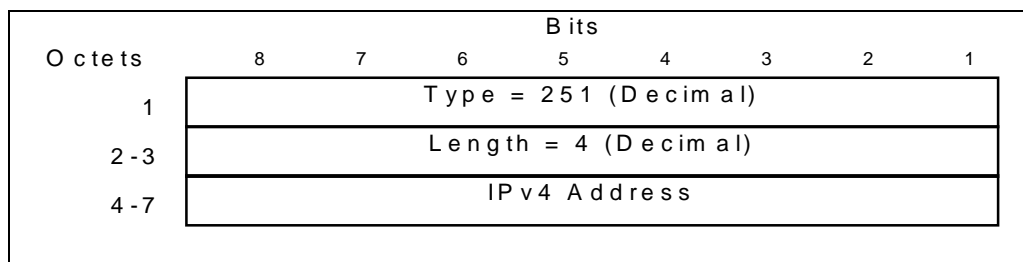 Bits
Octets 8 7 6 5 4 3 2 1
1 Type = 251 (Decimal)
2-3 Length = 4 (Decimal)
4-7 IPv4 Address